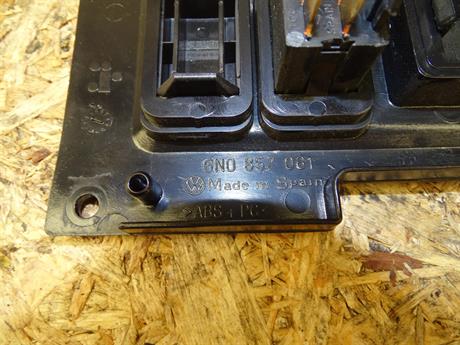 6N0 857 061
Made in Spain
>ABS+PC<